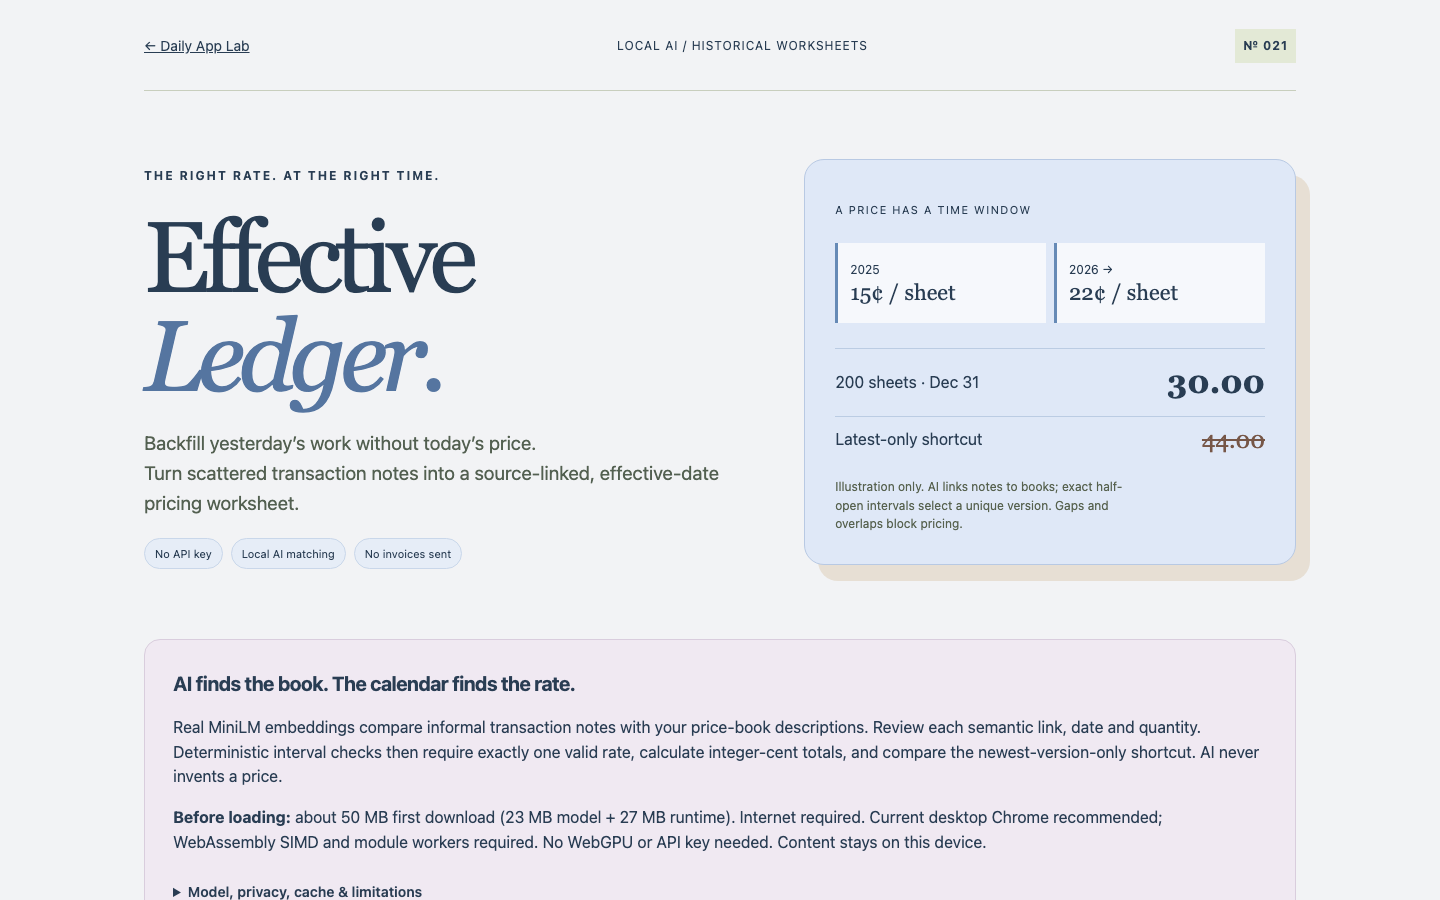 ← Daily App Lab
LOCAL AI / HISTORICAL WORKSHEETS
№ 021
THE RIGHT RATE. AT THE RIGHT TIME.
Effective
Ledger.
Backfill yesterday’s work without today’s price.
Turn scattered transaction notes into a source-linked, effective-date
pricing worksheet.
No API key
Local AI matching
No invoices sent
A PRICE HAS A TIME WINDOW
2025
15¢ / sheet
2026 →
22¢ / sheet
200 sheets · Dec 31
30.00
Latest-only shortcut
44.00
Illustration only. AI links notes to books; exact half-
open intervals select a unique version. Gaps and
overlaps block pricing.
AI finds the book. The calendar finds the rate.
Real MiniLM embeddings compare informal transaction notes with your price-book descriptions. Review each semantic link, date and quantity.
Deterministic interval checks then require exactly one valid rate, calculate integer-cent totals, and compare the newest-version-only shortcut. AI never
invents a price.
Before loading: about 50 MB first download (23 MB model + 27 MB runtime). Internet required. Current desktop Chrome recommended;
WebAssembly SIMD and module workers required. No WebGPU or API key needed. Content stays on this device.
▶ Model, privacy, cache & limitations